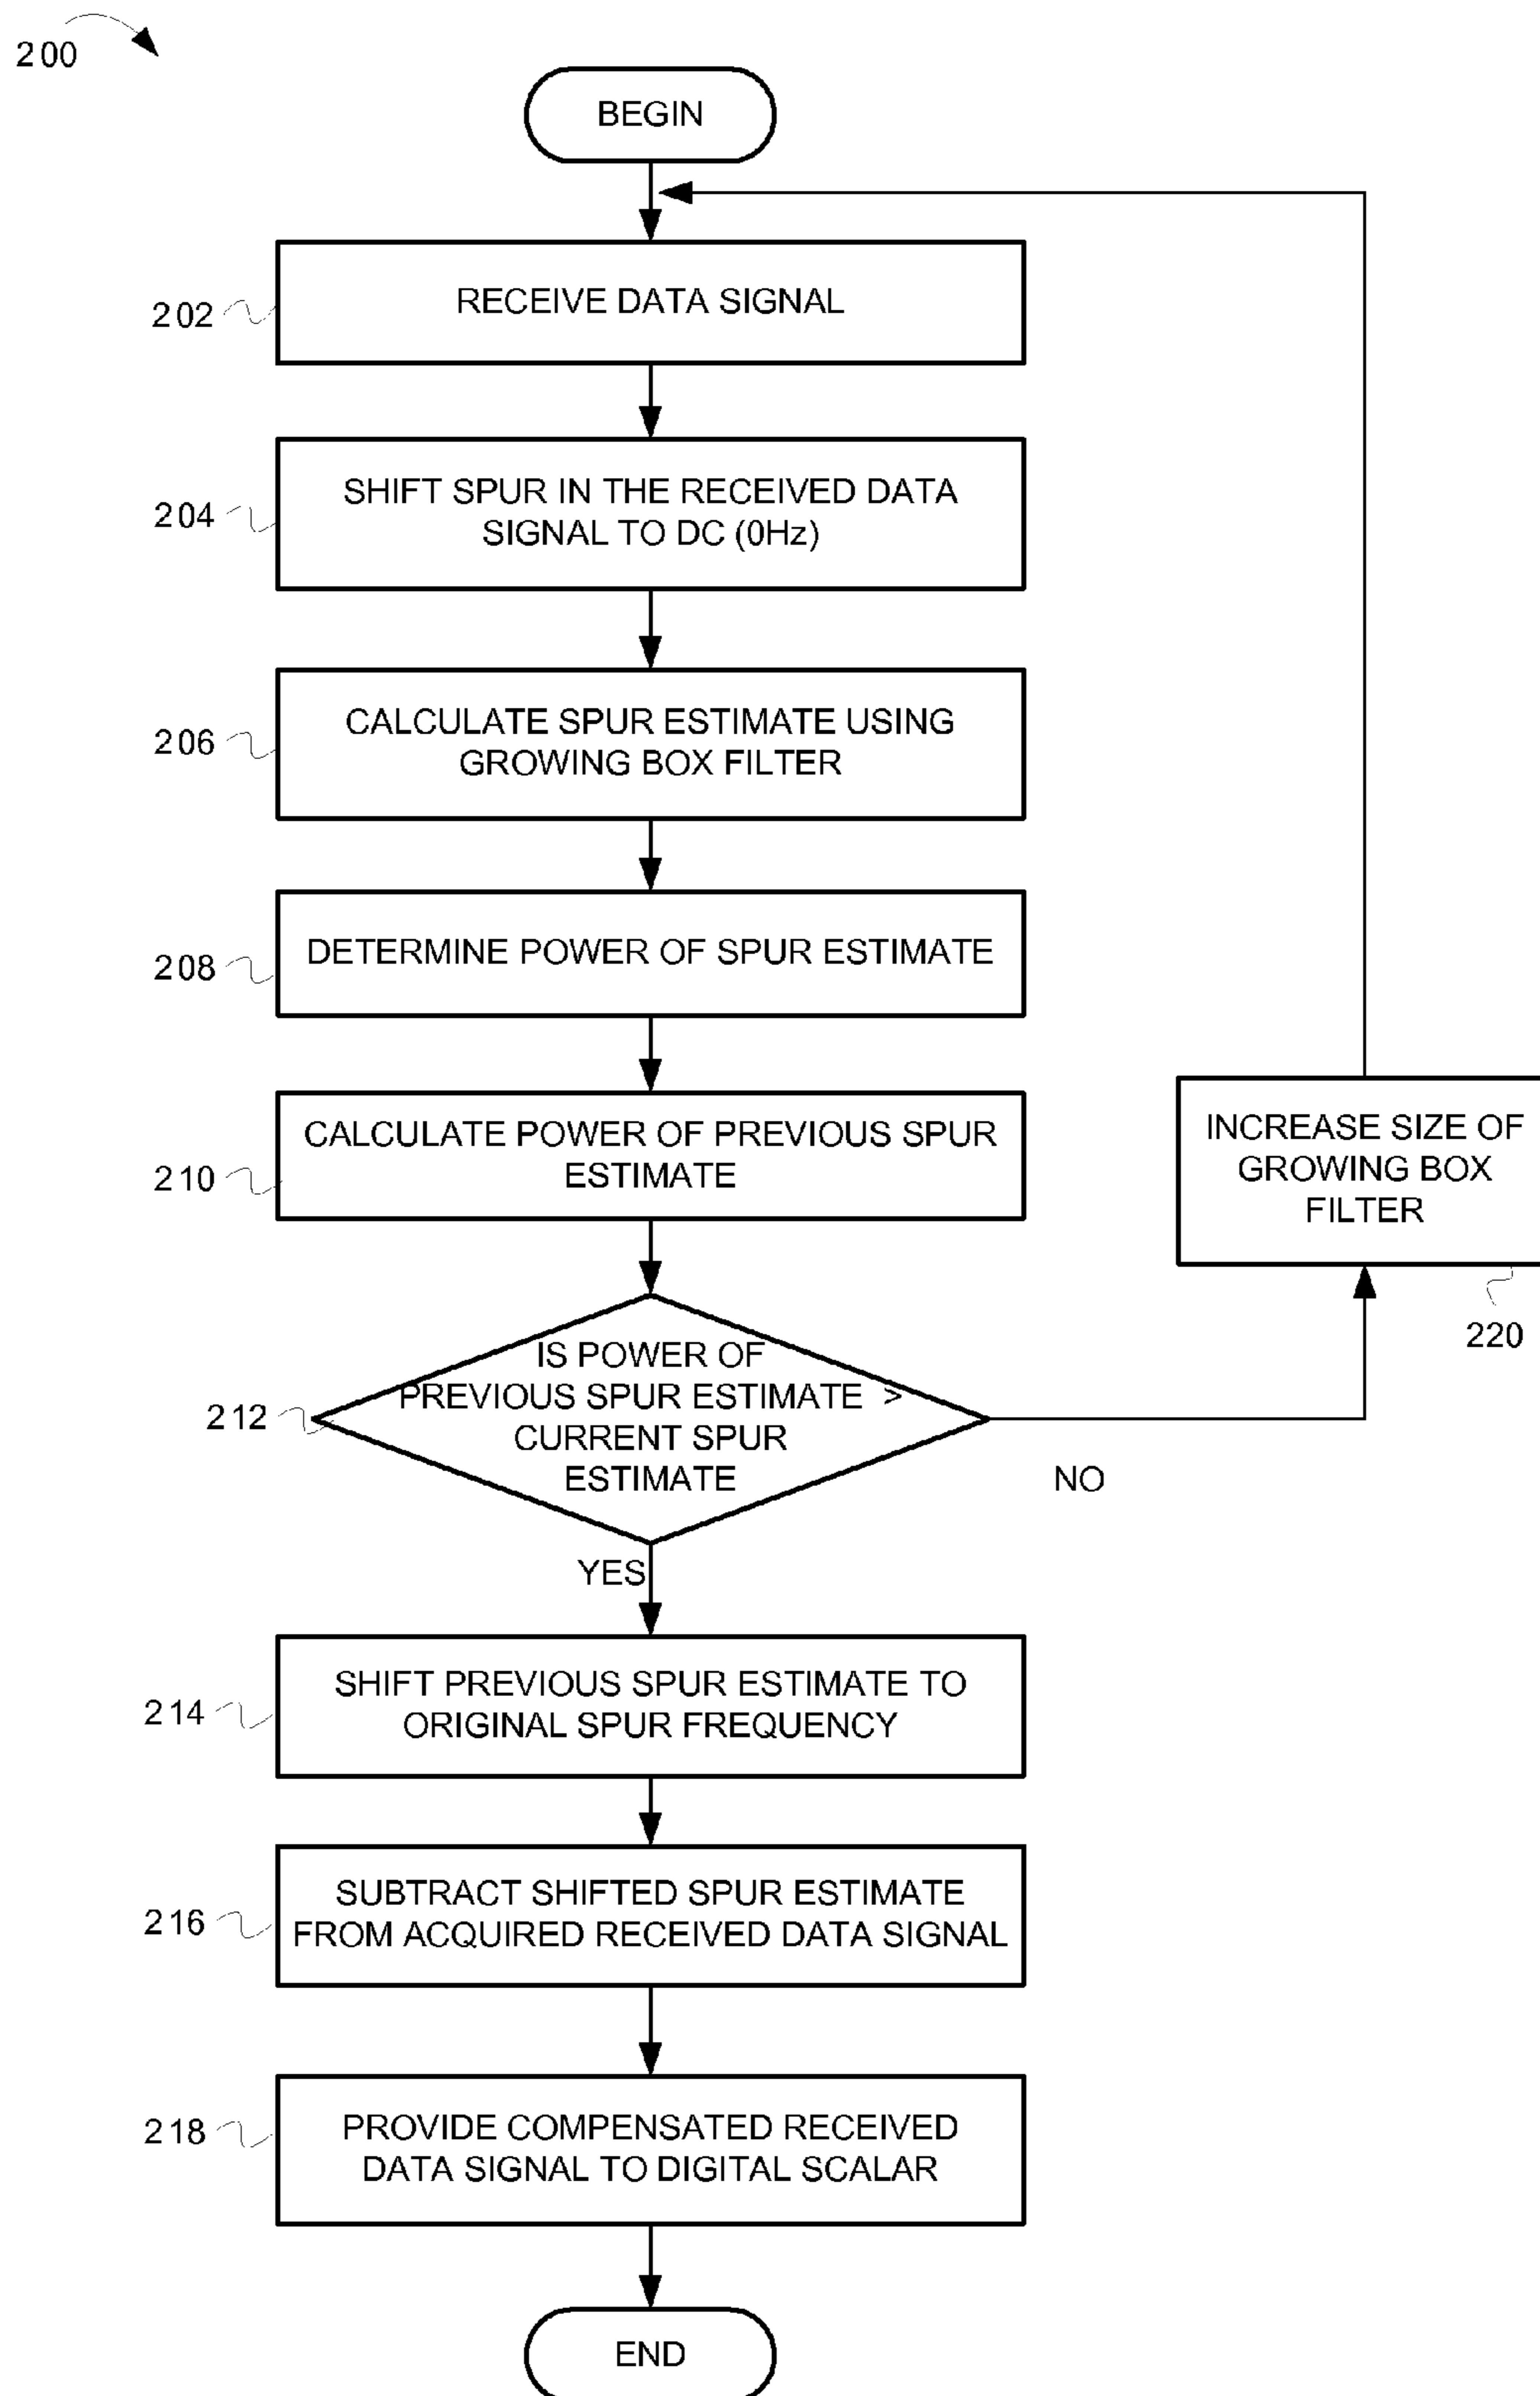 200
BEGIN
202
RECEIVE DATA SIGNAL
204
SHIFT SPUR IN THE RECEIVED DATA
SIGNAL TO DC (0Hz)
206
CALCULATE SPUR ESTIMATE USING
GROWING BOX FILTER
208
DETERMINE POWER OF SPUR ESTIMATE
210
CALCULATE POWER OF PREVIOUS SPUR
ESTIMATE
INCREASE SIZE OF
GROWING BOX
FILTER
220
212
IS POWER OF
PREVIOUS SPUR ESTIMATE >
CURRENT SPUR
ESTIMATE
NO
YES
214
SHIFT PREVIOUS SPUR ESTIMATE TO
ORIGINAL SPUR FREQUENCY
216
SUBTRACT SHIFTED SPUR ESTIMATE
FROM ACQUIRED RECEIVED DATA SIGNAL
218
PROVIDE COMPENSATED RECEIVED
DATA SIGNAL TO DIGITAL SCALAR
END